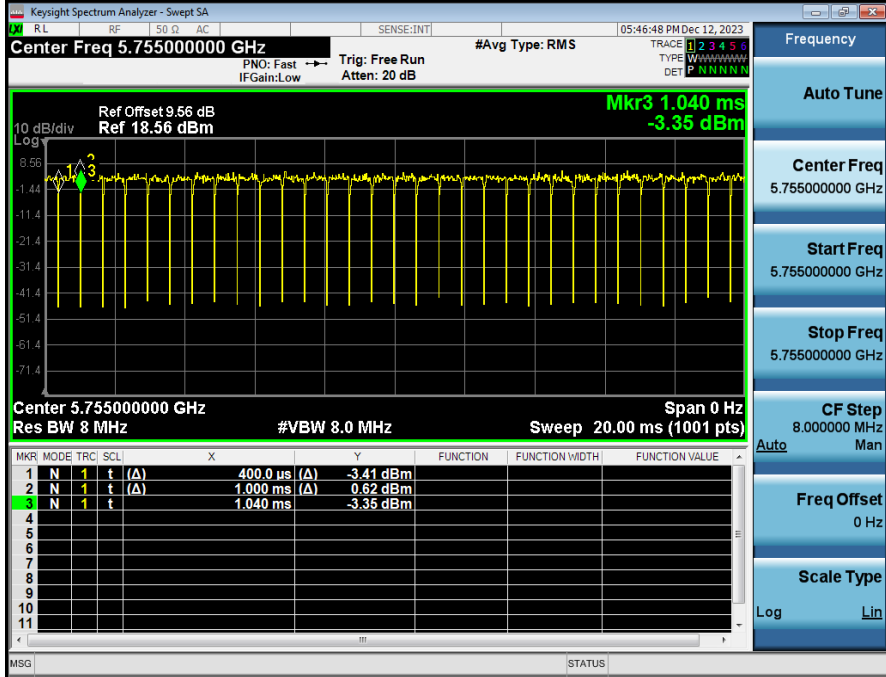 Keysight Spectrum Analyzer - Swept SA
LXI RL RF 50 Ω AC SENSE:INT 05:46:48 PM Dec 12, 2023
Center Freq 5.755000000 GHz
#Avg Type: RMS
TRACE 1 2 3 4 5 6
PNO: Fast Trig: Free Run
TYPE WWWWWW
IFGain:Low Atten: 20 dB
DET P N N N N N
Frequency
Mkr3 1.040 ms
-3.35 dBm
Ref Offset 9.56 dB
10 dB/div Ref 18.56 dBm
Log
8.56
-1.44
-11.4
-21.4
-31.4
-41.4
-51.4
-61.4
-71.4
1
2
3
Center 5.755000000 GHz Span 0 Hz
Res BW 8 MHz #VBW 8.0 MHz Sweep 20.00 ms (1001 pts)
MKR MODE TRC SCL X Y FUNCTION FUNCTION WIDTH FUNCTION VALUE
1 N 1 t (Δ) 400.0 µs (Δ) -3.41 dBm
2 N 1 t (Δ) 1.000 ms (Δ) 0.62 dBm
3 N 1 t 1.040 ms -3.35 dBm
4
5
6
7
8
9
10
11
MSG STATUS
Auto Tune
Center Freq
5.755000000 GHz
Start Freq
5.755000000 GHz
Stop Freq
5.755000000 GHz
CF Step
8.000000 MHz
Auto Man
Freq Offset
0 Hz
Scale Type
Log Lin